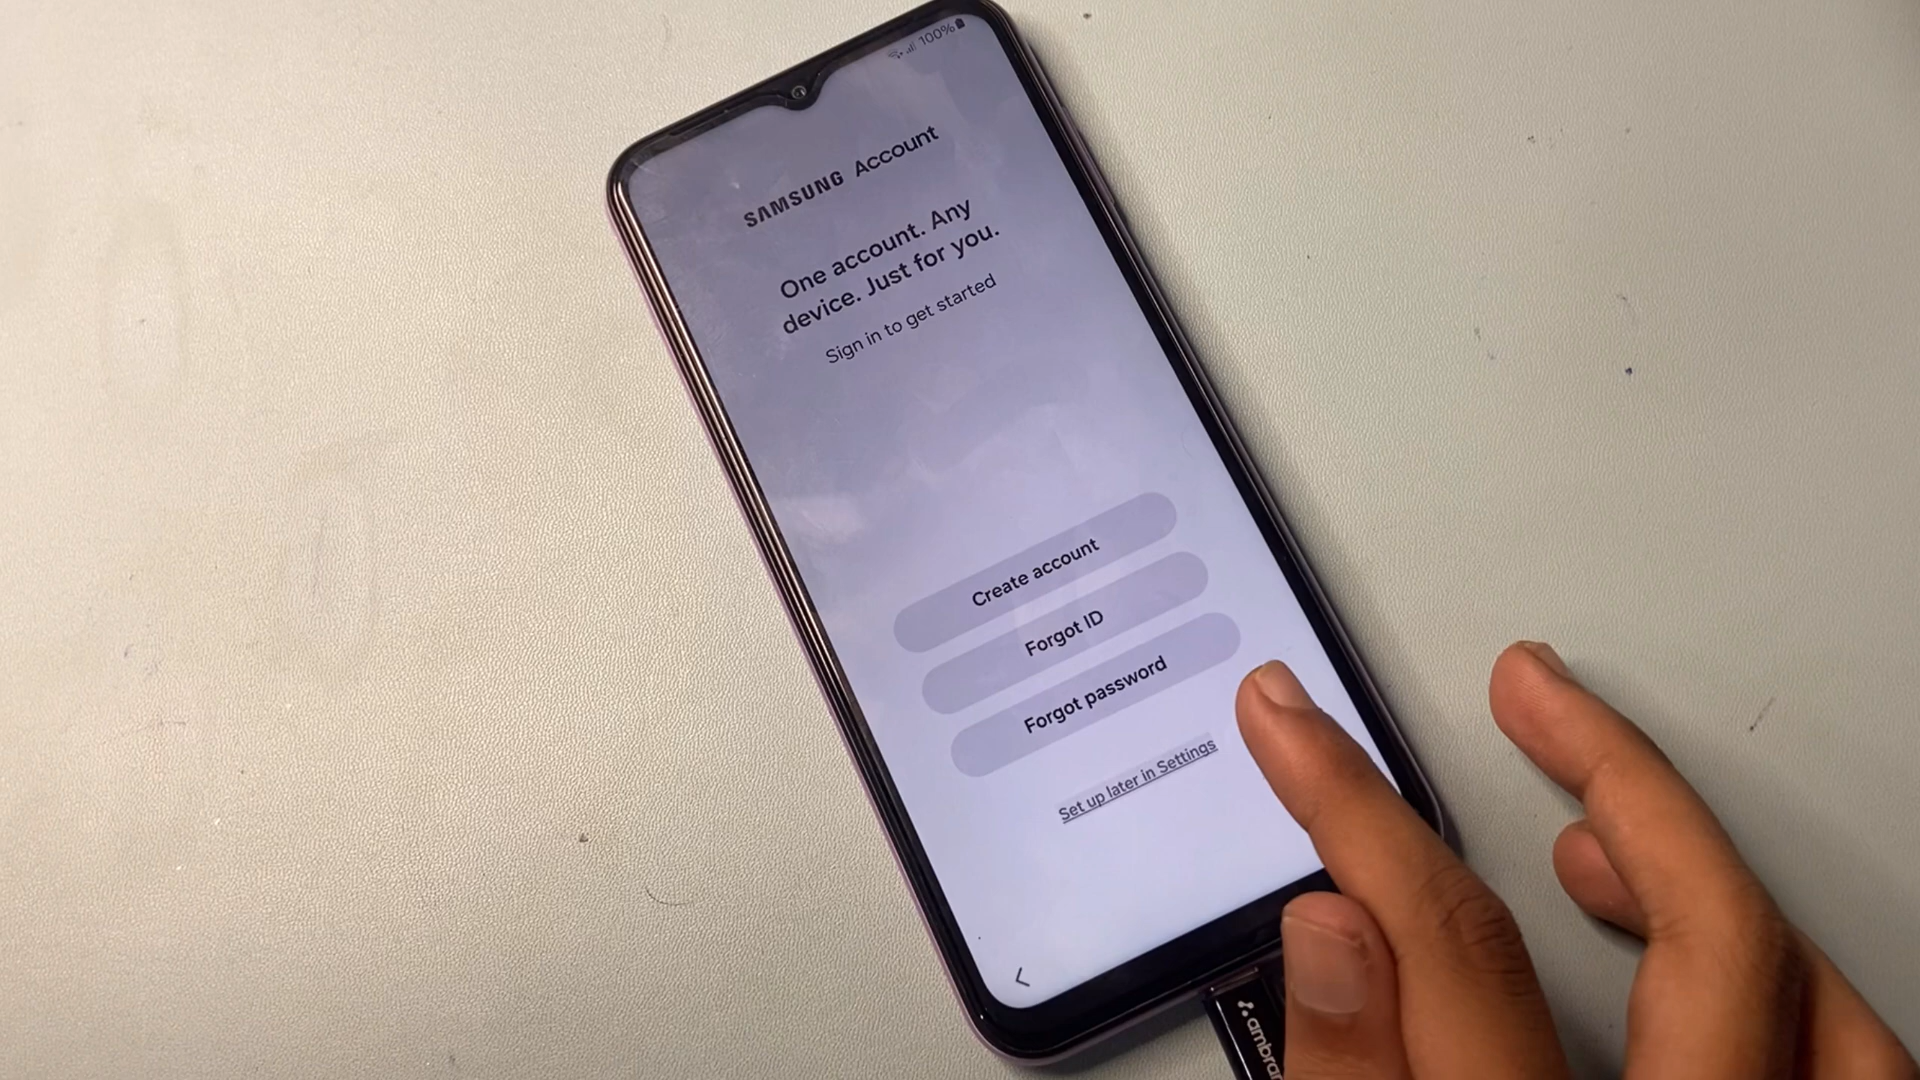 100%
SAMSUNG Account
One account. Any
device. Just for you.
Sign in to get started
Create account
Forgot ID
Forgot password
Set up later in Settings